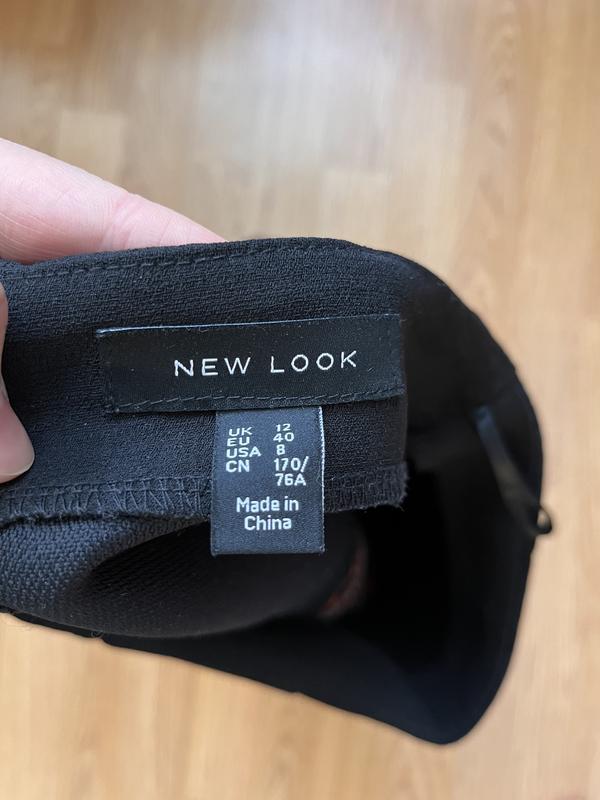 NEW LOOK
UK 12
EU 40
USA 8
CN 170/
76A
Made in
China